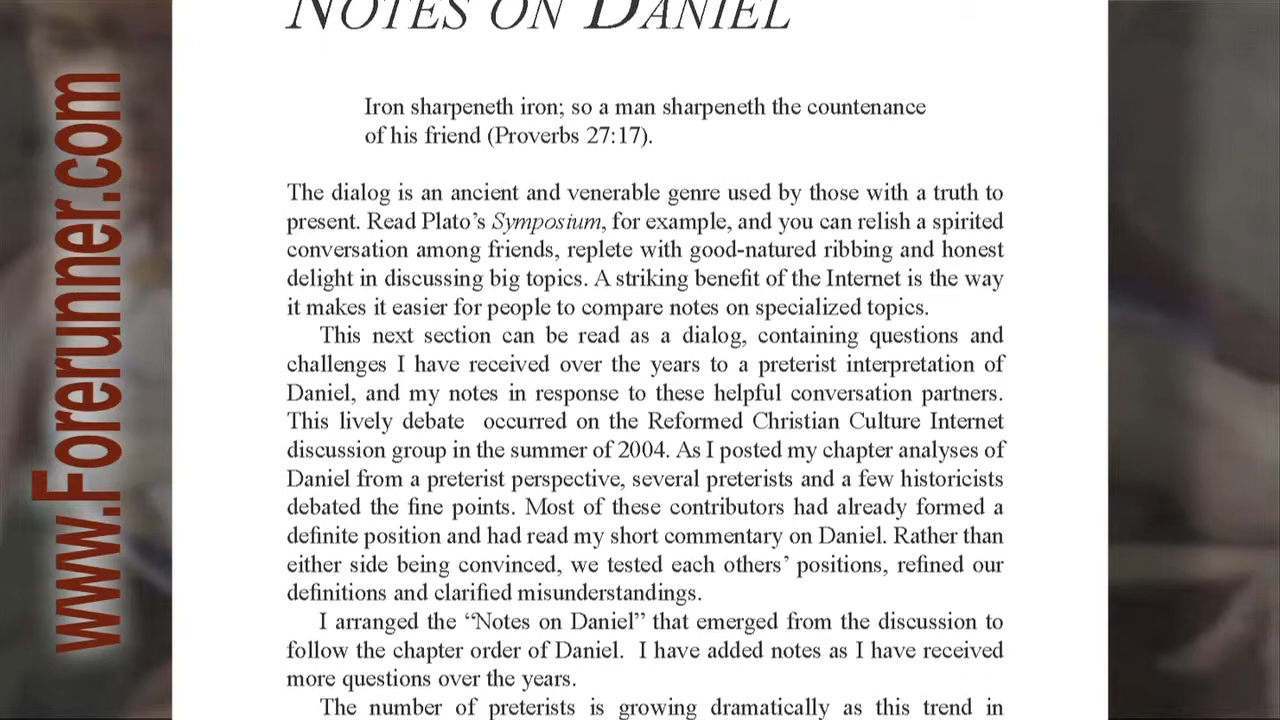 NOTES ON DANIEL
Iron sharpeneth iron; so a man sharpeneth the countenance
of his friend (Proverbs 27:17).
The dialog is an ancient and venerable genre used by those with a truth to
present. Read Plato’s Symposium, for example, and you can relish a spirited
conversation among friends, replete with good-natured ribbing and honest
delight in discussing big topics. A striking benefit of the Internet is the way
it makes it easier for people to compare notes on specialized topics.
This next section can be read as a dialog, containing questions and
challenges I have received over the years to a preterist interpretation of
Daniel, and my notes in response to these helpful conversation partners.
This lively debate occurred on the Reformed Christian Culture Internet
discussion group in the summer of 2004. As I posted my chapter analyses of
Daniel from a preterist perspective, several preterists and a few historicists
debated the fine points. Most of these contributors had already formed a
definite position and had read my short commentary on Daniel. Rather than
either side being convinced, we tested each others’ positions, refined our
definitions and clarified misunderstandings.
I arranged the “Notes on Daniel” that emerged from the discussion to
follow the chapter order of Daniel. I have added notes as I have received
more questions over the years.
The number of preterists is growing dramatically as this trend in
www.Forerunner.com